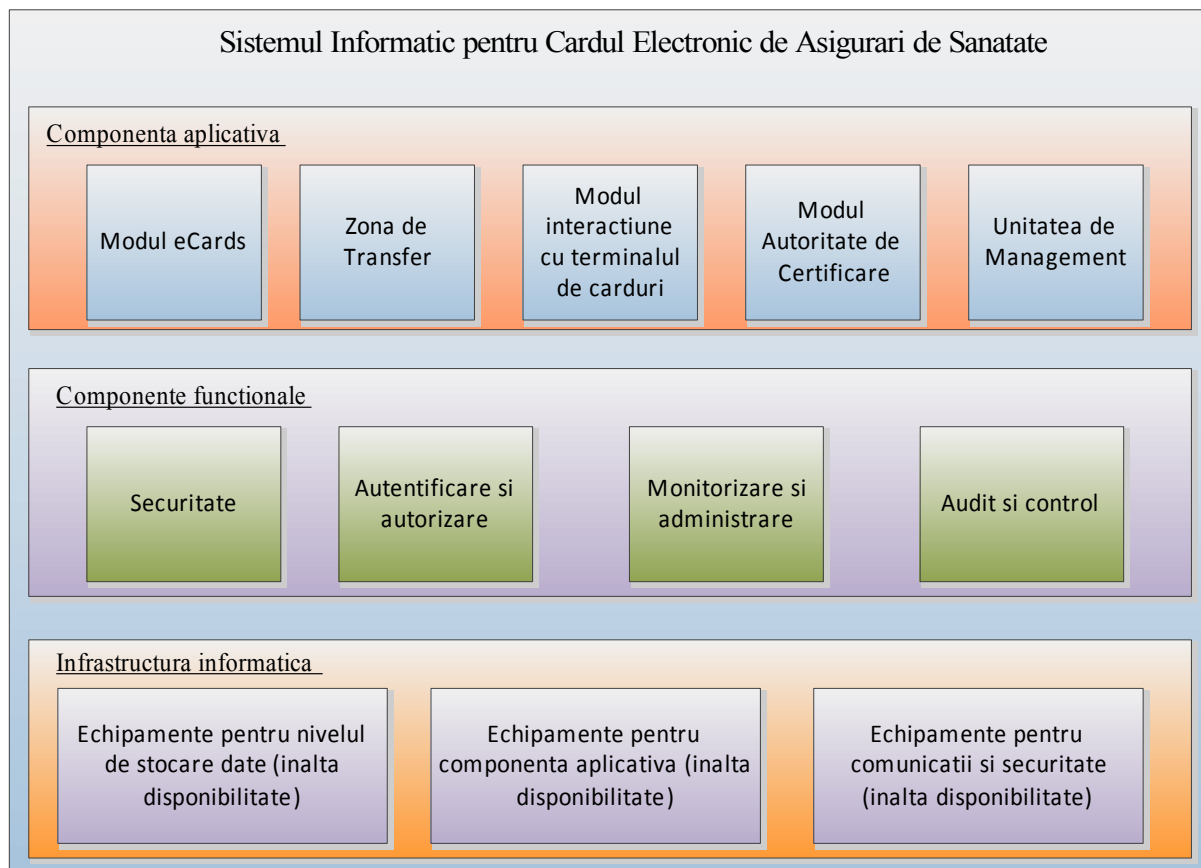 Sistemul Informatic pentru Cardul Electronic de Asigurari de Sanatate
Componenta aplicativa
Modul eCards
Zona de
Transfer
Modul
interactiune
cu terminalul
de carduri
Modul
Autoritate de
Certificare
Unitatea de
Management
Componente functionale
Securitate
Autentificare si
autorizare
Monitorizare si
administrare
Audit si control
Infrastructura informatica
Echipamente pentru nivelul
de stocare date (inalta
disponibilitate)
Echipamente pentru
componenta aplicativa (inalta
disponibilitate)
Echipamente pentru
comunicatii si securitate
(inalta disponibilitate)